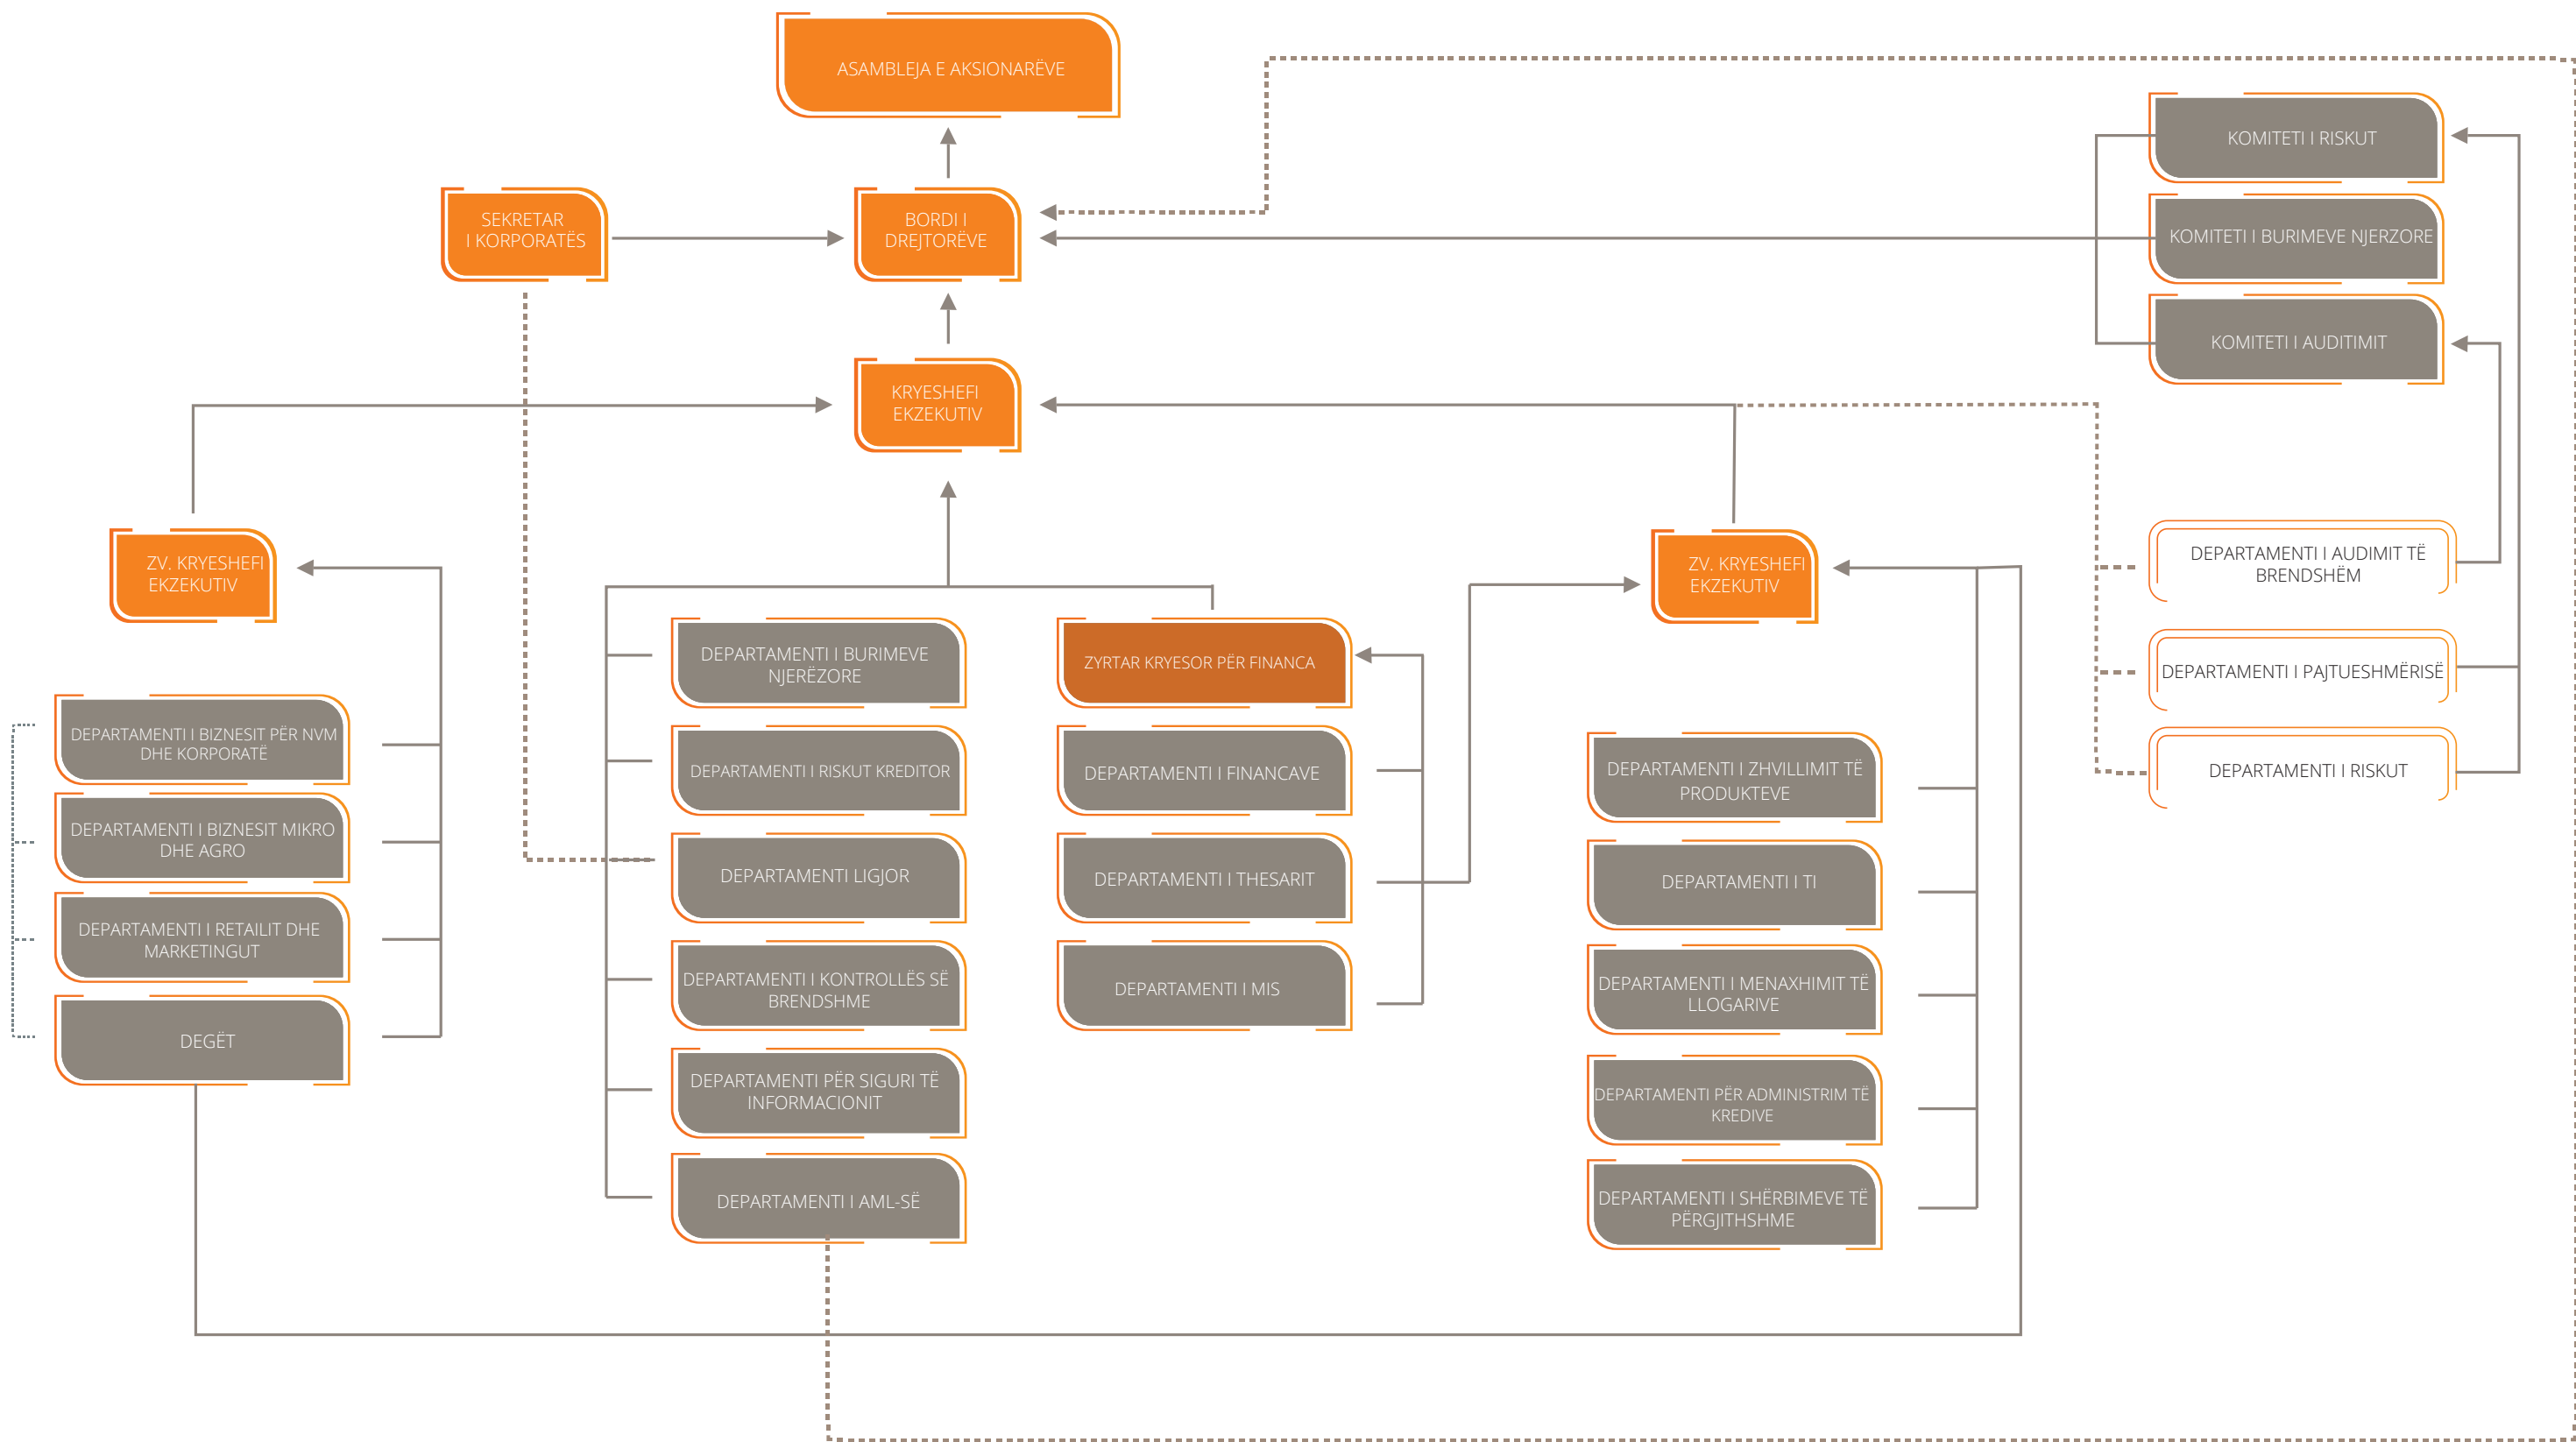 ASAMBLEJA E AKSIONARËVE
KOMITETI I RISKUT
SEKRETAR
I KORPORATËS
BORDI I
DREJTORËVE
KOMITETI I BURIMEVE NJERZORE
KOMITETI I AUDITIMIT
KRYESHEFI
EKZEKUTIV
ZV. KRYESHEFI
EKZEKUTIV
ZV. KRYESHEFI
EKZEKUTIV
DEPARTAMENTI I AUDIMIT TË
BRENDSHËM
DEPARTAMENTI I PAJTUESHMËRISË
DEPARTAMENTI I RISKUT
DEPARTAMENTI I BIZNESIT PËR NVM
DHE KORPORATË
DEPARTAMENTI I BIZNESIT MIKRO
DHE AGRO
DEPARTAMENTI I RETAILIT DHE
MARKETINGUT
DEGËT
DEPARTAMENTI I BURIMEVE
NJERËZORE
DEPARTAMENTI I RISKUT KREDITOR
DEPARTAMENTI LIGJOR
DEPARTAMENTI I KONTROLLËS SË
BRENDSHME
DEPARTAMENTI PËR SIGURI TË
INFORMACIONIT
DEPARTAMENTI I AML-SË
ZYRTAR KRYESOR PËR FINANCA
DEPARTAMENTI I FINANCAVE
DEPARTAMENTI I THESARIT
DEPARTAMENTI I MIS
DEPARTAMENTI I ZHVILLIMIT TË
PRODUKTEVE
DEPARTAMENTI I TI
DEPARTAMENTI I MENAXHIMIT TË
LLOGARIVE
DEPARTAMENTI PËR ADMINISTRIM TË
KREDIVE
DEPARTAMENTI I SHËRBIMEVE TË
PËRGJITHSHME